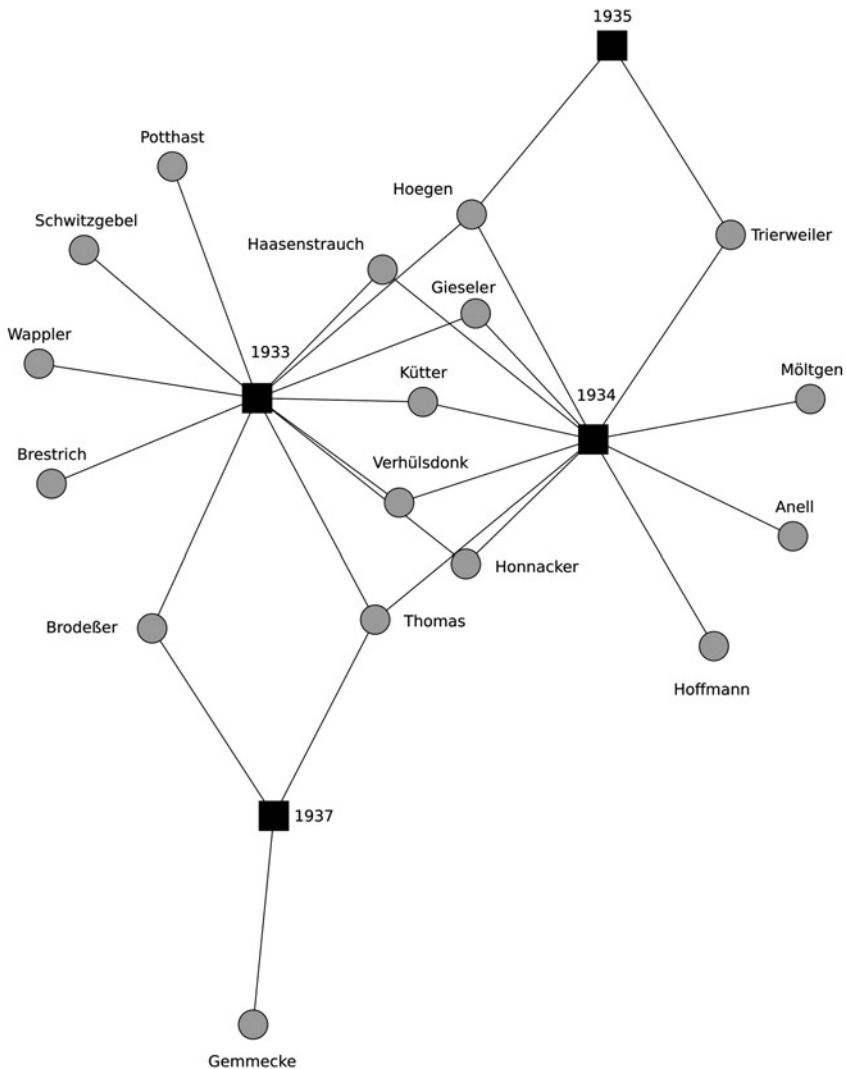 1935
Potthast
Hoegen
Schwitzgebel
Trierweiler
Haasenstrauch
Gieseler
Wappler
1933
Kütter
Möltgen
1934
Brestrich
Verhülsdonk
Anell
Honnacker
Brodeßer
Thomas
Hoffmann
1937
Gemmecke